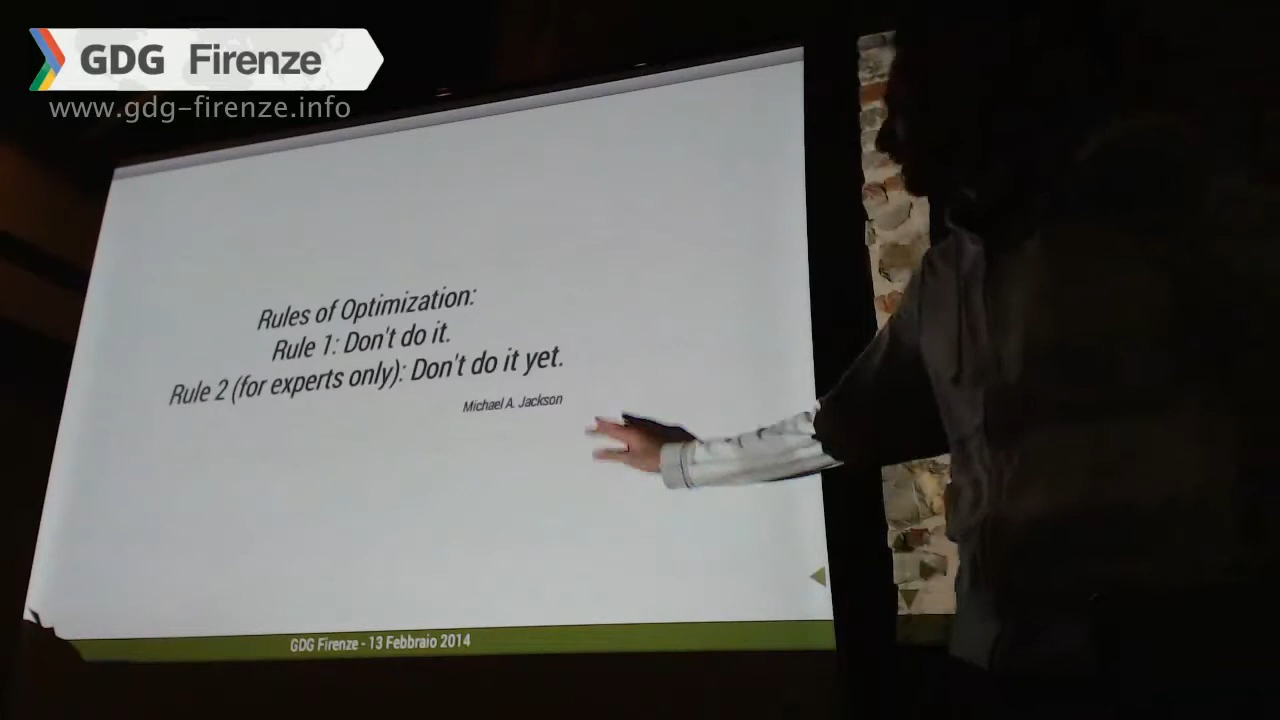 GDG Firenze
www.gdg-firenze.info
Rules of Optimization:
Rule 1: Don't do it.
Rule 2 (for experts only): Don't do it yet.
Michael A. Jackson
GDG Firenze - 13 Febbraio 2014